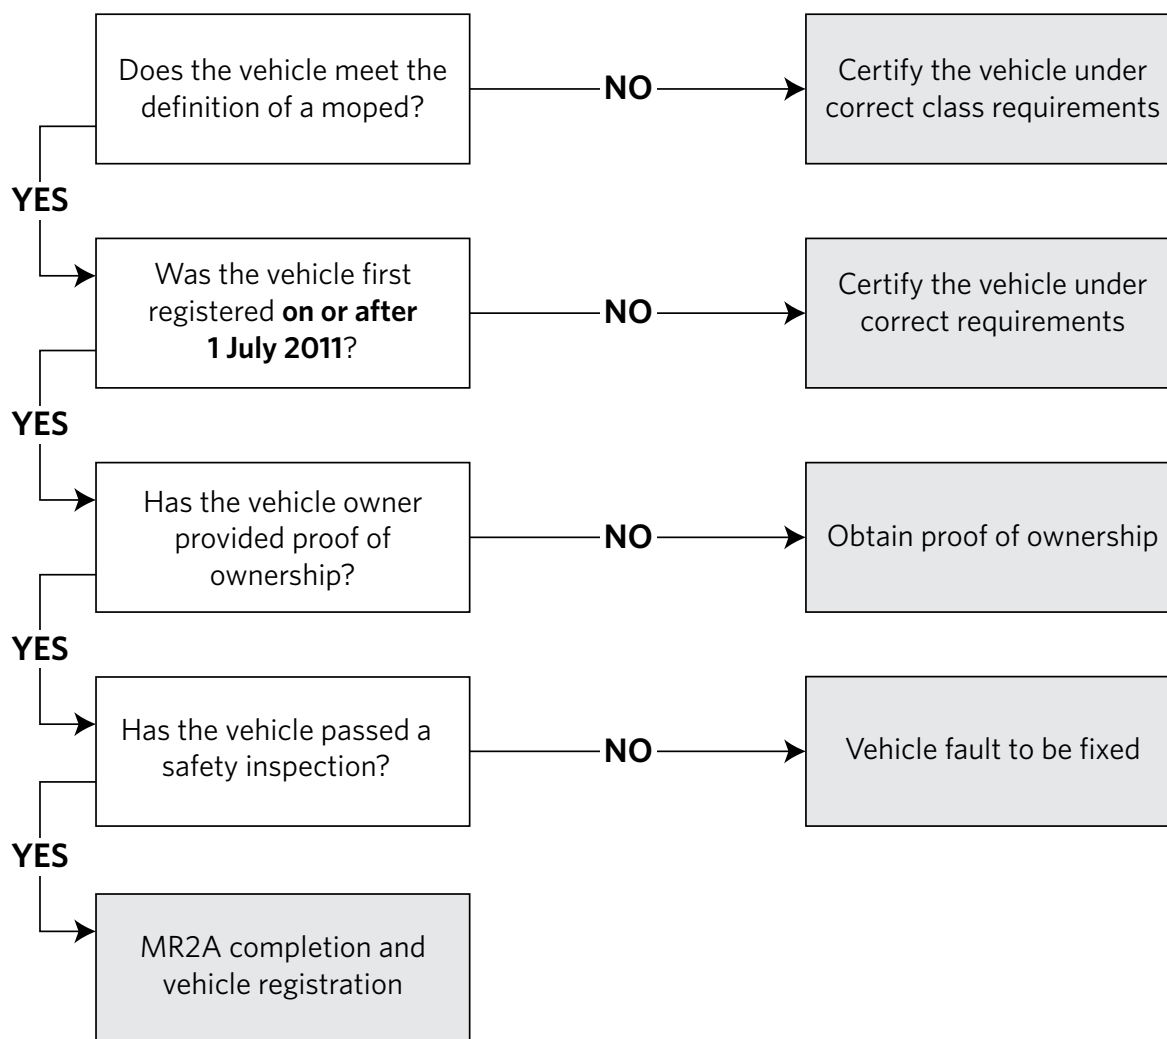 Does the vehicle meet the
definition of a moped?
NO
Certify the vehicle under
correct class requirements
YES
Was the vehicle first
registered on or after
1 July 2011?
NO
Certify the vehicle under
correct requirements
YES
Has the vehicle owner
provided proof of
ownership?
NO
Obtain proof of ownership
YES
Has the vehicle passed a
safety inspection?
NO
Vehicle fault to be fixed
YES
MR2A completion and
vehicle registration